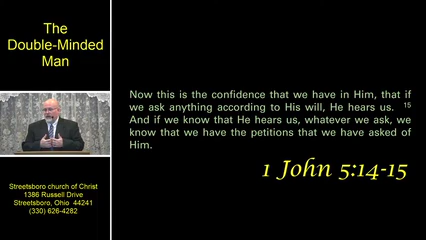 The
Double-Minded
Man
Streetsboro church of Christ
1386 Russell Drive
Streetsboro, Ohio 44241
(330) 626-4282
Now this is the confidence that we have in Him, that if
we ask anything according to His will, He hears us. 15
And if we know that He hears us, whatever we ask, we
know that we have the petitions that we have asked of
Him.
1 John 5:14-15